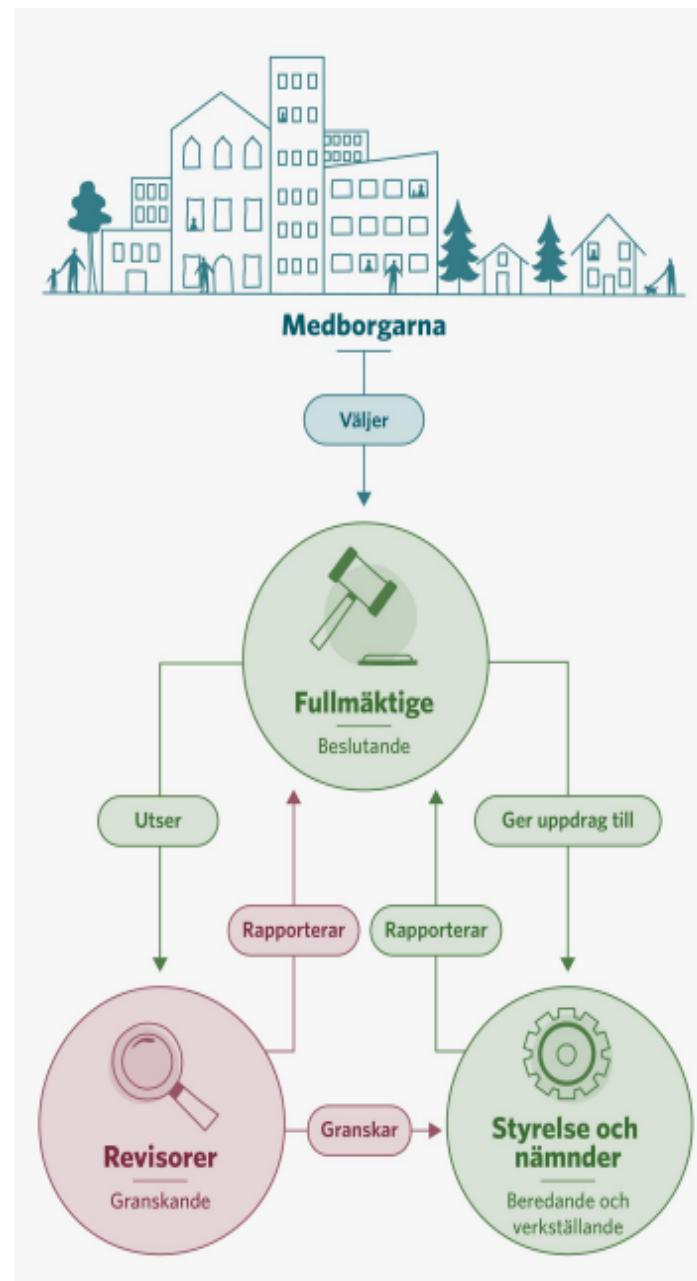 Medborgarna
Väljer
Fullmäktige
Beslutande
Utser
Ger uppdrag till
Rapporterar
Rapporterar
Revisorer
Granskande
Granskar
Styrelse och
nämnder
Beredande och
verkställande